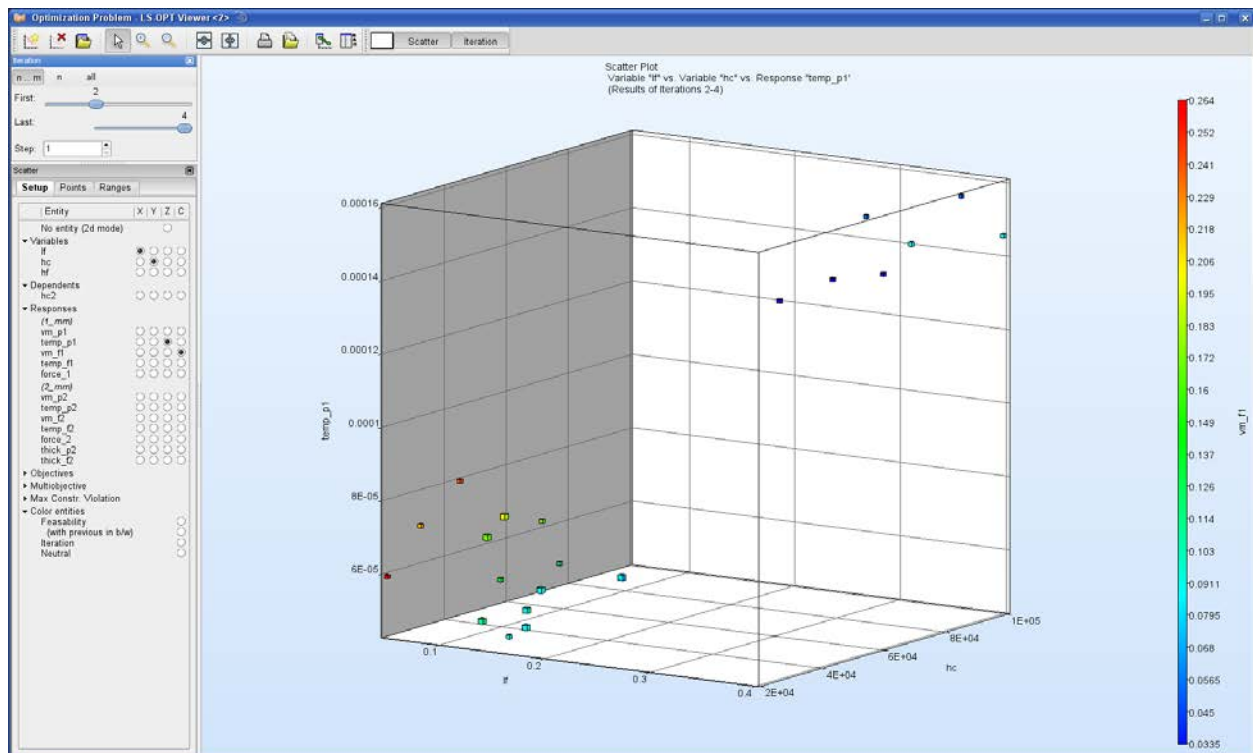 Optimization Problem - LS-OPT Viewer <2>
Scatter Iteration
Iteration
n ... m n all
First: 2
Last: 4
Step: 1
Scatter
Setup Points Ranges
Entity X Y Z C
No entity (2d mode)
Variables
lf
hc
hf
Dependents
hc2
Responses
(1_mm)
vm_p1
temp_p1
vm_f1
temp_f1
force_1
(2_mm)
vm_p2
temp_p2
vm_f2
temp_f2
force_2
thick_p2
thick_f2
Objectives
Multiobjective
Max Constr. Violation
Color entities
Feasability
(with previous in b/w)
Iteration
Neutral
Scatter Plot
Variable "lf" vs. Variable "hc" vs. Response "temp_p1"
(Results of Iterations 2-4)
0.00016
0.00014
0.00012
0.0001
8E-05
6E-05
temp_p1
0.1
0.2
0.3
0.4
lf
2E+04
4E+04
6E+04
8E+04
1E+05
hc
0.264
0.252
0.241
0.229
0.218
0.206
0.195
0.183
0.172
0.16
0.149
0.137
0.126
0.114
0.103
0.0911
0.0795
0.068
0.0565
0.045
0.0335
vm_f1